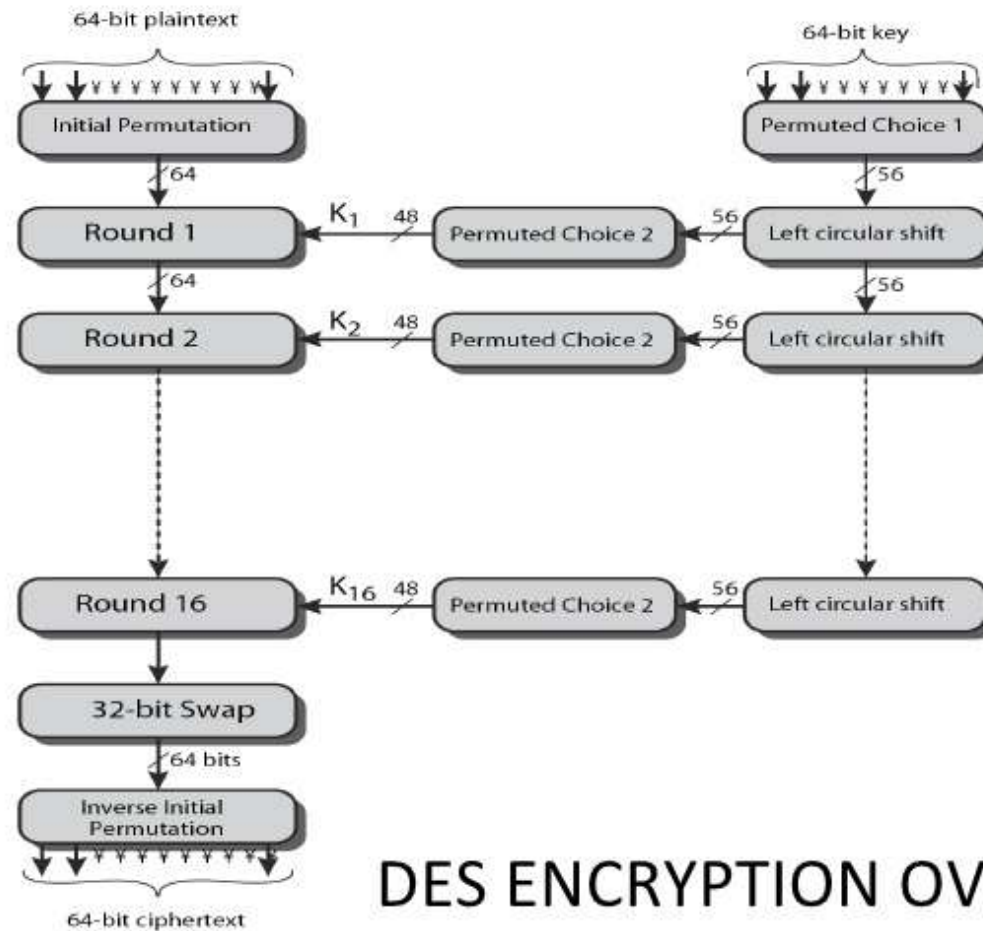 64-bit plaintext
64-bit key
¥ ¥ ¥ ¥ ¥ ¥ ¥ ¥ ¥
¥ ¥ ¥ ¥ ¥ ¥ ¥ ¥ ¥
Initial Permutation
Permuted Choice 1
64
56
Round 1
K1
48
Permuted Choice 2
56
Left circular shift
64
56
Round 2
K2
48
Permuted Choice 2
56
Left circular shift
Round 16
K16
48
Permuted Choice 2
56
Left circular shift
32-bit Swap
64 bits
Inverse Initial
Permutation
¥ ¥ ¥ ¥ ¥ ¥ ¥ ¥ ¥
64-bit ciphertext
DES ENCRYPTION OV